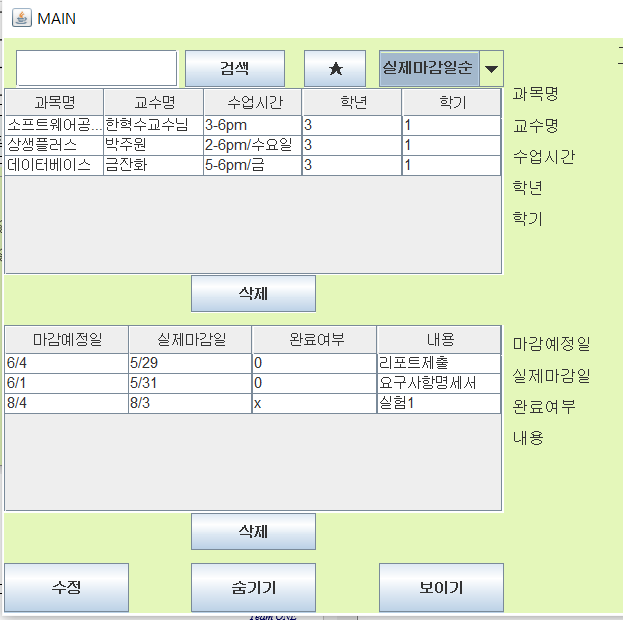 MAIN
검색 ★ 실제마감일순
과목명 교수명 수업시간 학년 학기
소프트웨어공... 한혁수교수님 3-6pm 3 1
상생플러스 박주원 2-6pm/수요일 3 1
데이터베이스 금잔화 5-6pm/금 3 1
과목명
교수명
수업시간
학년
학기
삭제
마감예정일 실제마감일 완료여부 내용
6/4 5/29 0 리포트제출
6/1 5/31 0 요구사항명세서
8/4 8/3 x 실험1
마감예정일
실제마감일
완료여부
내용
삭제
수정 숨기기 보이기
Team ONE